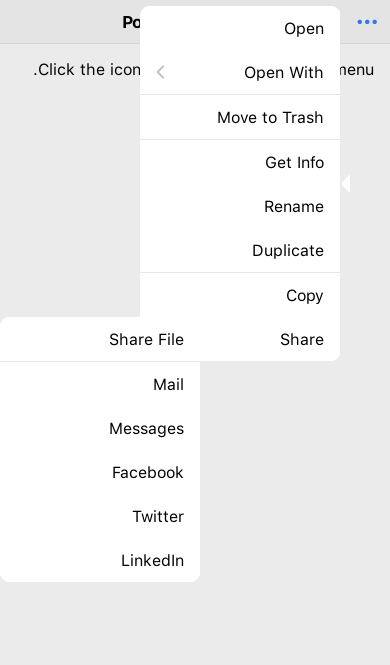 Po
.Click the icon menu
Open
Open With
Move to Trash
Get Info
Rename
Duplicate
Copy
Share
Share File
Mail
Messages
Facebook
Twitter
LinkedIn